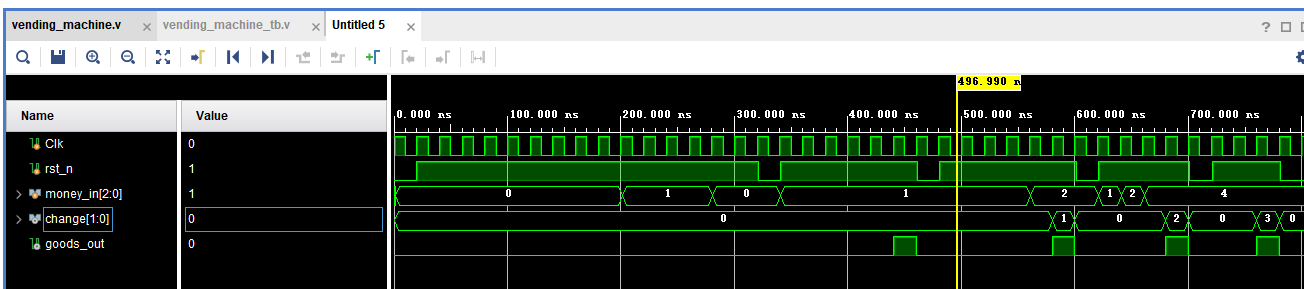 vending_machine.v × vending_machine_tb.v × Untitled 5 ×
?
496.990 n
Name Value
0.000 ns 100.000 ns 200.000 ns 300.000 ns 400.000 ns 500.000 ns 600.000 ns 700.000 ns
Clk 0
rst_n 1
money_in[2:0] 1 0 1 0 1 2 1 2 4
change[1:0] 0 0 1 0 2 0 3 0
goods_out 0